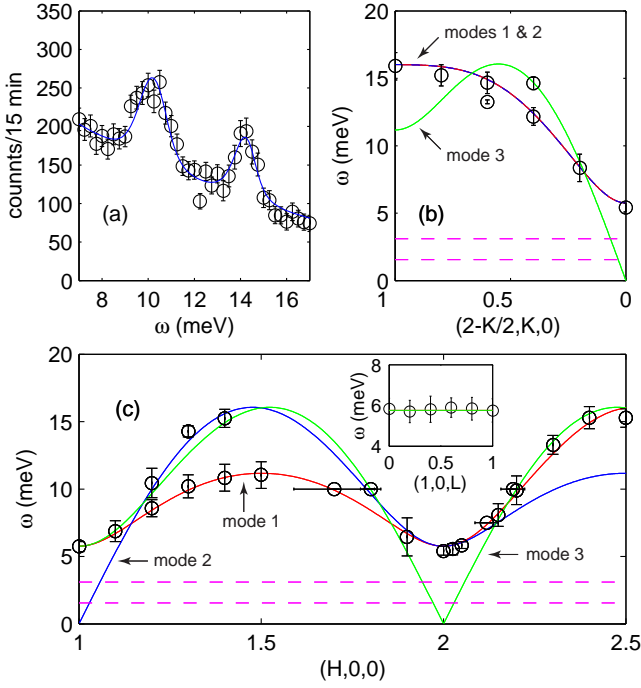 350
300
250
200
150
100
50
0
counnts/15 min
(a)
8 10 12 14 16
ω (meV)
20
15
10
5
0
ω (meV)
modes 1 & 2
mode 3
(b)
1 0.5 0
(2-K/2,K,0)
20
15
10
5
0
ω (meV)
(c)
mode 2
mode 1
mode 3
8
6
4
ω (meV)
0 0.6 1
(1,0,L)
1 1.5 2 2.5
(H,0,0)